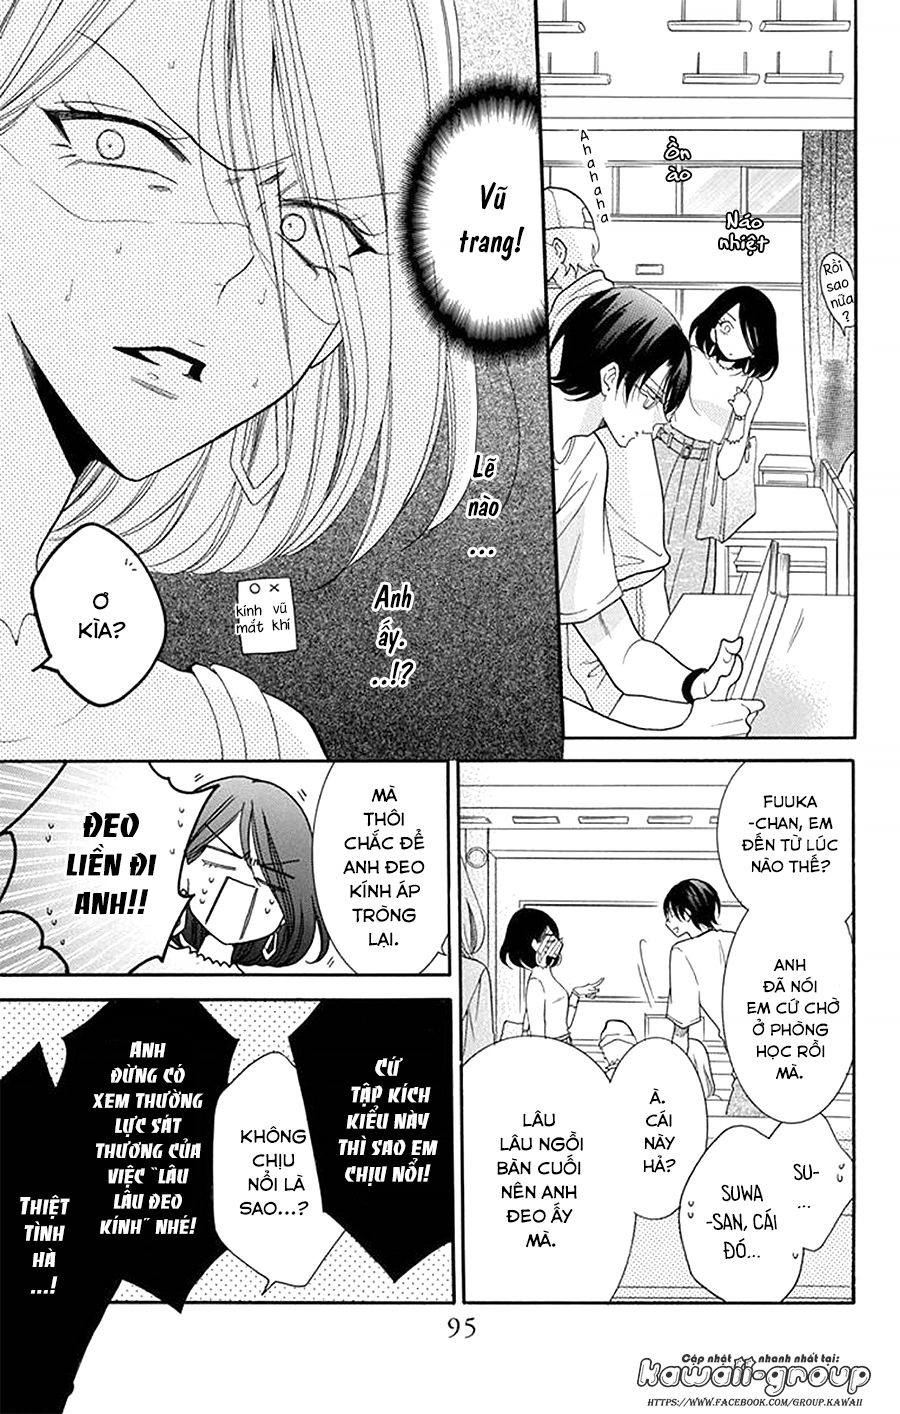 Ahahaha
Ồn
ào
Náo
nhiệt
Rồi
sao
nữa
?
Vũ
trang!
Lẽ
nào
...
Anh
ấy.
..!?
O ×
kính vũ
mắt khí
Ơ
KÌA?
FUUKA
-CHAN, EM
ĐẾN TỪ LÚC
NÀO THẾ?
ANH
ĐÃ NÓI
EM CỨ CHỜ
Ở PHÒNG
HỌC RỒI
MÀ.
SU-
...
SUWA
-SAN, CÁI
ĐÓ...
À.
CÁI
NÀY
HẢ?
LÂU
LÂU NGỒI
BÀN CUỐI
NÊN ANH
ĐEO ẤY
MÀ.
MÀ
THÔI
CHẮC ĐỂ
ANH ĐEO
KÍNH ÁP
TRÒNG
LẠI.
ĐEO
LIỀN ĐI
ANH!!
CỨ
TẬP KÍCH
KIỂU NÀY
THÌ SAO EM
CHỊU NỔI!
KHÔNG
CHỊU
NỔI LÀ
SAO...?
ANH
ĐỪNG CÓ
XEM THƯỜNG
LỰC SÁT
THƯƠNG CỦA
VIỆC "LÂU
LÂU ĐEO
KÍNH" NHÉ!
THIỆT
TÌNH
HÀ
...!
95
Cập nhật nhanh nhất tại:
kawaii-group
HTTPS://WWW.FACEBOOK.COM/GROUP.KAWAII